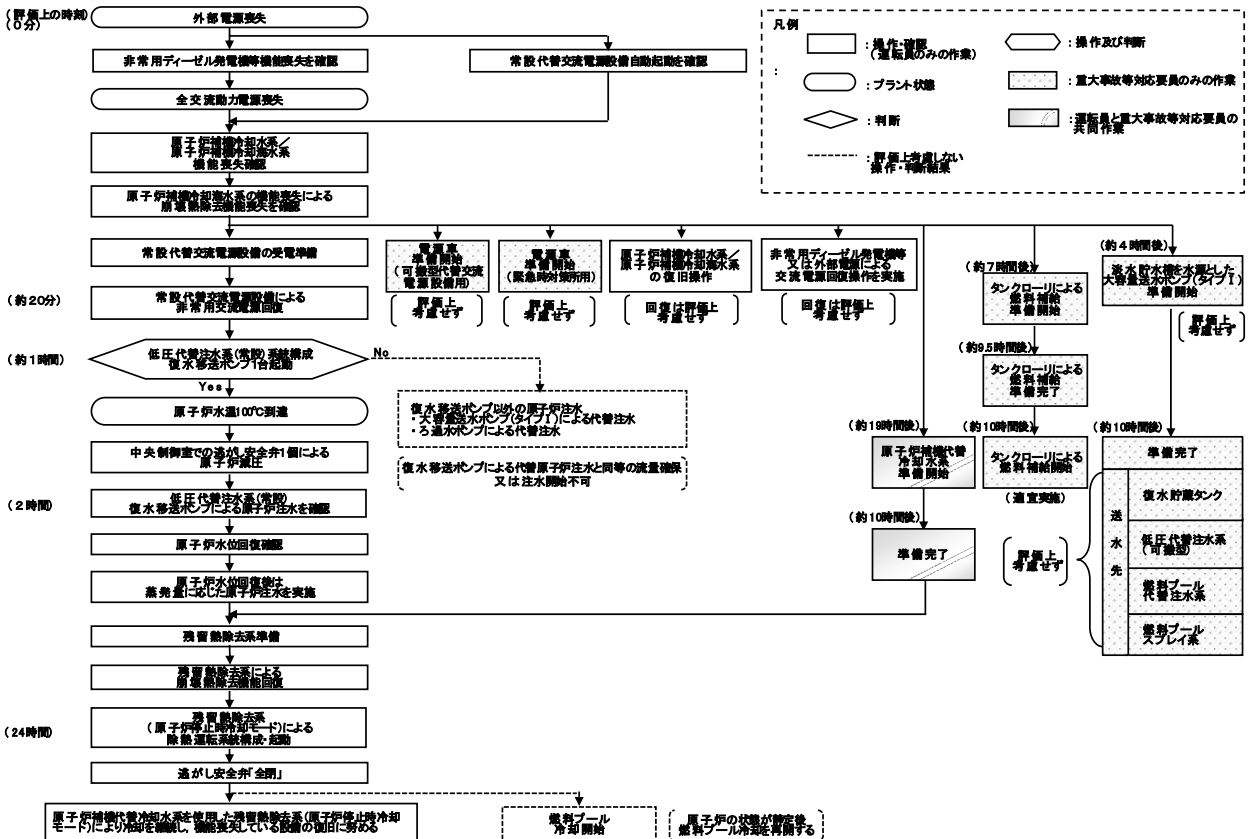 (評価上の時刻)
(0分)
外部電源喪失
非常用ディーゼル発電機等機能喪失を確認
常設代替交流電源設備自動起動を確認
全交流動力電源喪失
原子炉補機冷却水系／
原子炉補機冷却海水系
機能喪失確認
原子炉補機冷却海水系の機能喪失による
崩壊熱除去機能喪失を確認
凡例
:
：操作・確認
(運転員のみの作業)
：プラント状態
：判断
：評価上考慮しない
操作・判断結果
：操作及び判断
：重大事故等対応要員のみの作業
：運転員と重大事故等対応要員の
共同作業
常設代替交流電源設備の受電準備
(約20分)
常設代替交流電源設備による
非常用交流電源回復
電源車
準備開始
(可搬型代替交流
電源設備用)
評価上
考慮せず
電源車
準備開始
(緊急時対策所用)
評価上
考慮せず
原子炉補機冷却水系／
原子炉補機冷却海水系
の復旧操作
回復は評価上
考慮せず
非常用ディーゼル発電機等
又は外部電源による
交流電源回復操作を実施
回復は評価上
考慮せず
(約7時間後)
タンクローリによる
燃料補給
準備開始
(約9.5時間後)
タンクローリによる
燃料補給
準備完了
(約10時間後)
タンクローリによる
燃料補給開始
(適宜実施)
(約4時間後)
淡水貯水槽を水源とした
大容量送水ポンプ(タイプⅠ)
準備開始
評価上
考慮せず
(約10時間後)
準備完了
送水先
復水貯蔵タンク
低圧代替注水系
(可搬型)
燃料プール
代替注水系
燃料プール
スプレイ系
評価上
考慮せず
(約1時間)
低圧代替注水系(常設)系統構成
復水移送ポンプ1台起動
No
Yes
復水移送ポンプ以外の原子炉注水
・大容量送水ポンプ(タイプⅠ)による代替注水
・ろ過水ポンプによる代替注水
復水移送ポンプによる代替原子炉注水と同等の流量確保
又は注水開始不可
原子炉水温100℃到達
中央制御室での逃がし安全弁1個による
原子炉減圧
(2時間)
低圧代替注水系(常設)
復水移送ポンプによる原子炉注水を確認
原子炉水位回復確認
原子炉水位回復後は
蒸発量に応じた原子炉注水を実施
(約19時間後)
原子炉補機代替
冷却水系
準備開始
(約10時間後)
準備完了
残留熱除去系準備
残留熱除去系による
崩壊熱除去機能回復
(24時間)
残留熱除去系
(原子炉停止時冷却モード)による
除熱運転系統構成・起動
逃がし安全弁「全閉」
原子炉補機代替冷却水系を使用した残留熱除去系(原子炉停止時冷却
モード)により冷却を継続し、機能喪失している設備の復旧に努める
燃料プール
冷却開始
原子炉の状態が静定後、
燃料プール冷却を再開する